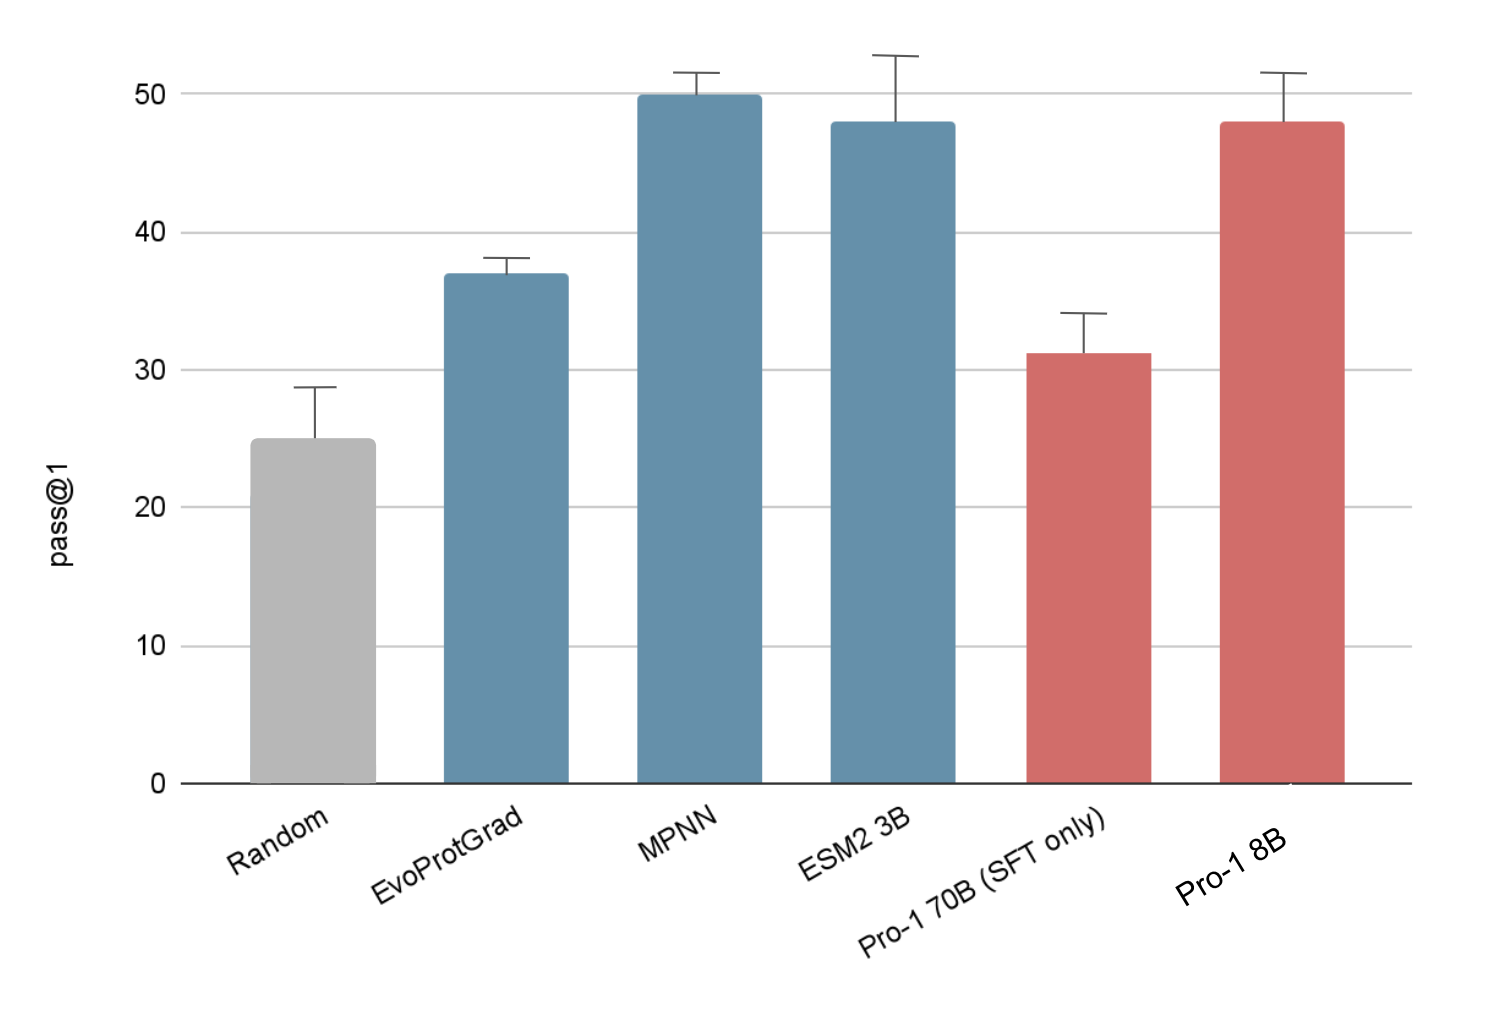 50
40
30
20
10
0
pass@1
Random
EvoProtGrad
MPNN
ESM2 3B
Pro-1 70B (SFT only)
Pro-1 8B